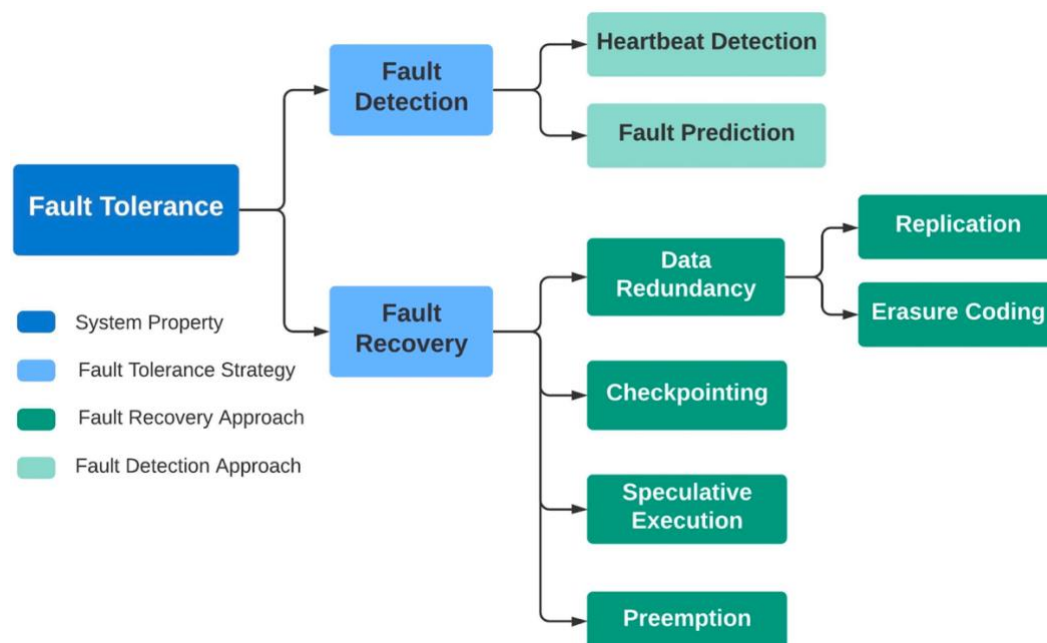 Fault
Detection
Heartbeat Detection
Fault Prediction
Fault Tolerance
Fault
Recovery
Data
Redundancy
Replication
Erasure Coding
Checkpointing
Speculative
Execution
Preemption
System Property
Fault Tolerance Strategy
Fault Recovery Approach
Fault Detection Approach